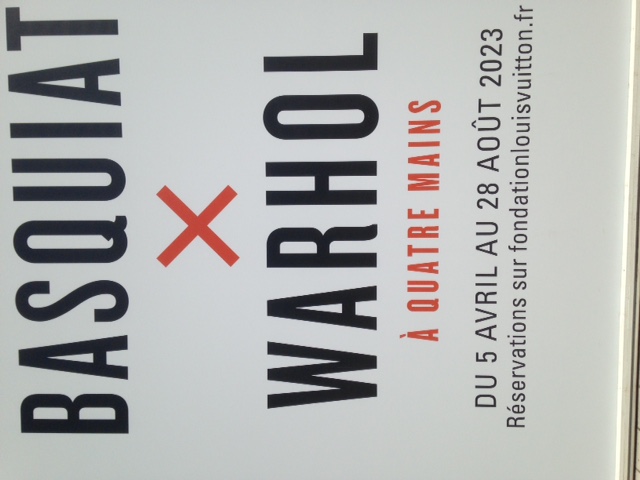 BASQUIAT
×
WARHOL
À QUATRE MAINS
DU 5 AVRIL AU 28 AOÛT 2023
Réservations sur fondationlouisvuitton.fr